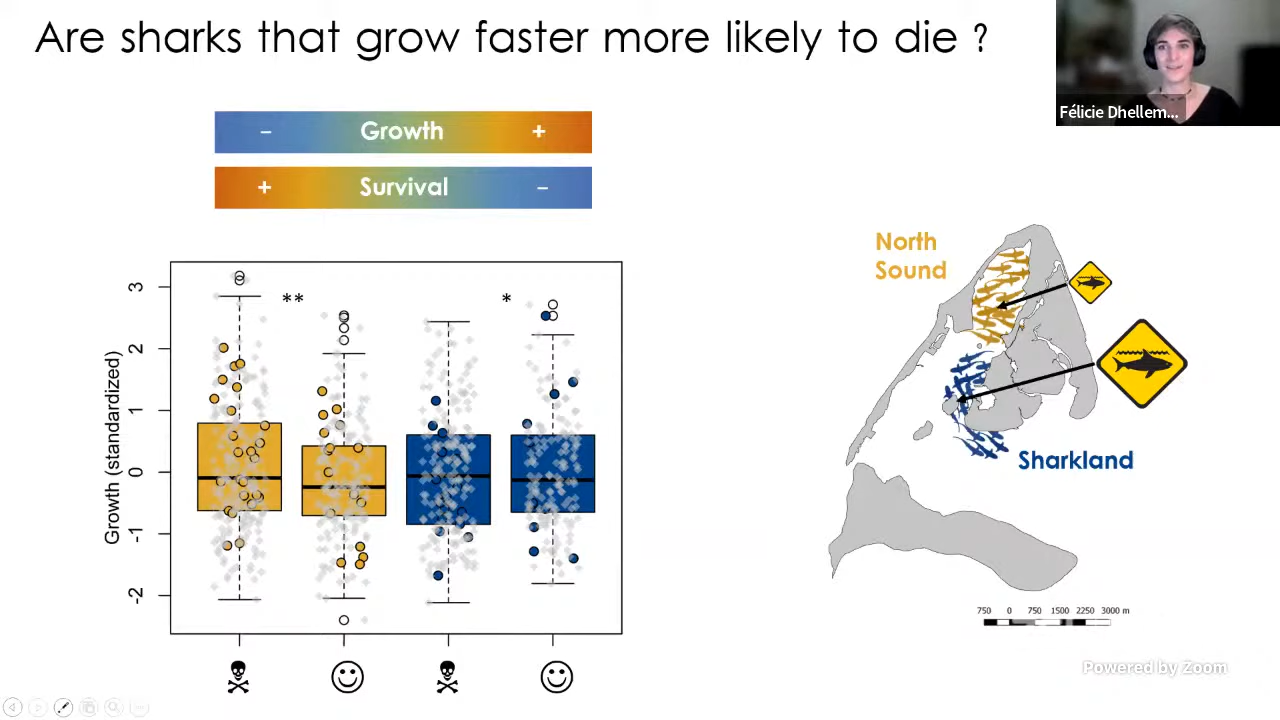 Are sharks that grow faster more likely to die ?
Félicie Dhellem...
– Growth +
+ Survival –
North
Sound
Sharkland
Growth (standardized)
3
2
1
0
-1
-2
** *
750 0 750 1500 2250 3000 m
Powered by Zoom